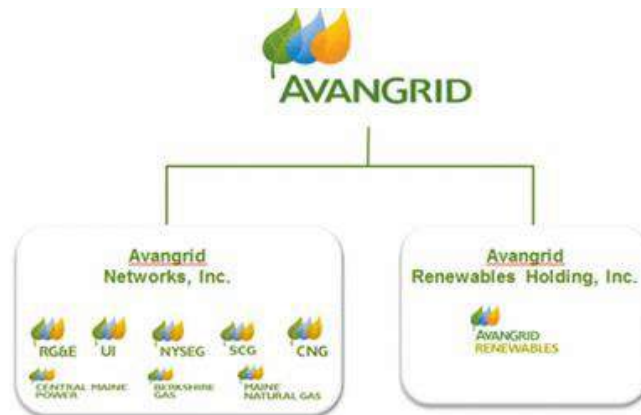 AVANGRID
Avangrid
Networks, Inc.
RG&E UI NYSEG SCG CNG
CENTRAL MAINE
POWER
BERKSHIRE
GAS
MAINE
NATURAL GAS
Avangrid
Renewables Holding, Inc.
AVANGRID
RENEWABLES